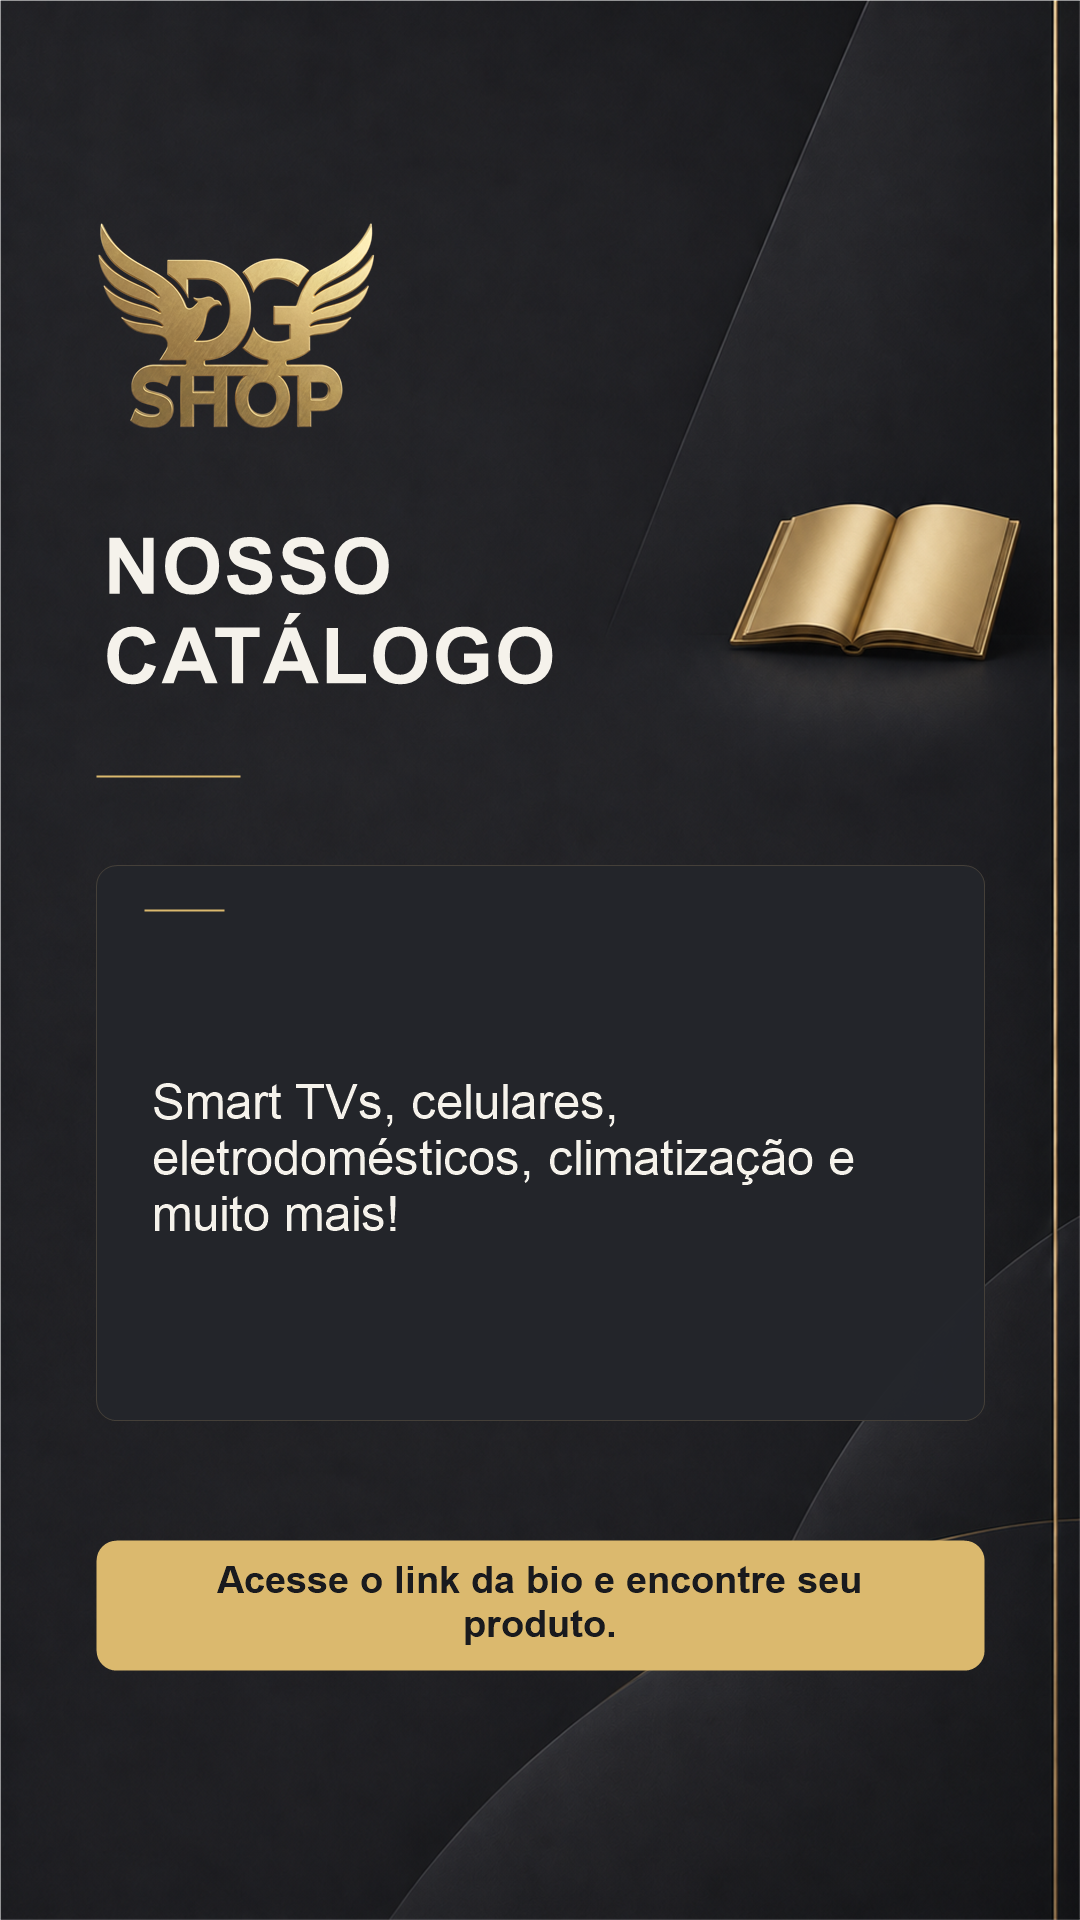 DG
SHOP
NOSSO
CATÁLOGO
Smart TVs, celulares,
eletrodomésticos, climatização e
muito mais!
Acesse o link da bio e encontre seu
produto.